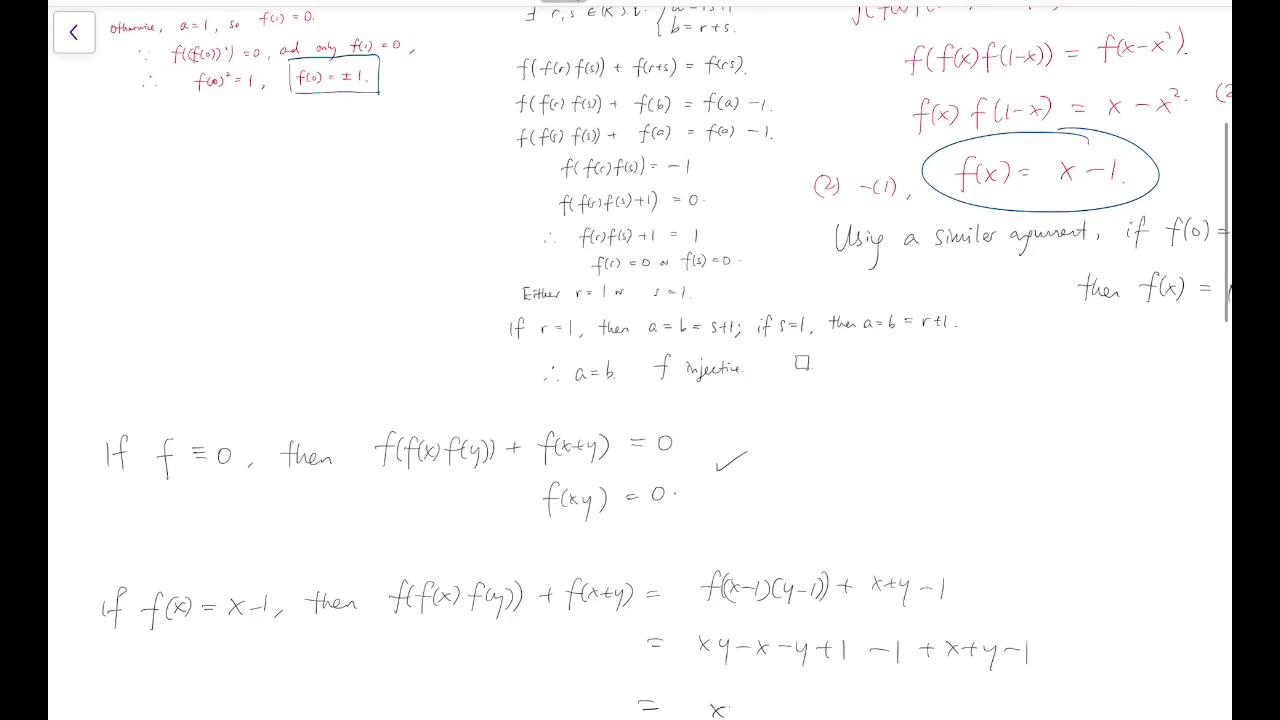 Otherwise, a = 1, so f(1) = 0.
∵ f((f(0))²) = 0, and only f(1) = 0,
∴ f(0)² = 1, f(0) = ±1.
∃ r, s ∈ ℝ s.t.
b = r+s.
f(f(r) f(s)) + f(r+s) = f(rs).
f(f(r) f(s)) + f(b) = f(a) - 1.
f(f(r) f(s)) + f(a) = f(a) - 1.
f(f(r) f(s)) = -1
f(f(r) f(s) + 1) = 0.
∴ f(r) f(s) + 1 = 1
f(r) = 0 or f(s) = 0.
Either r = 1 or s = 1.
If r = 1, then a = b = s+1; if s = 1, then a = b = r+1.
∴ a = b. f injective. □
f(f(x) f(1-x)) = f(x-x²).
f(x) f(1-x) = x - x². (2
(2) - (1), f(x) = x - 1.
Using a similar argument, if f(0) =
then f(x) =
If f ≡ 0, then f(f(x) f(y)) + f(x+y) = 0 ✓
f(xy) = 0.
If f(x) = x-1, then f(f(x) f(y)) + f(x+y) = f((x-1)(y-1)) + x+y-1
= xy - x - y + 1 - 1 + x + y - 1
= x